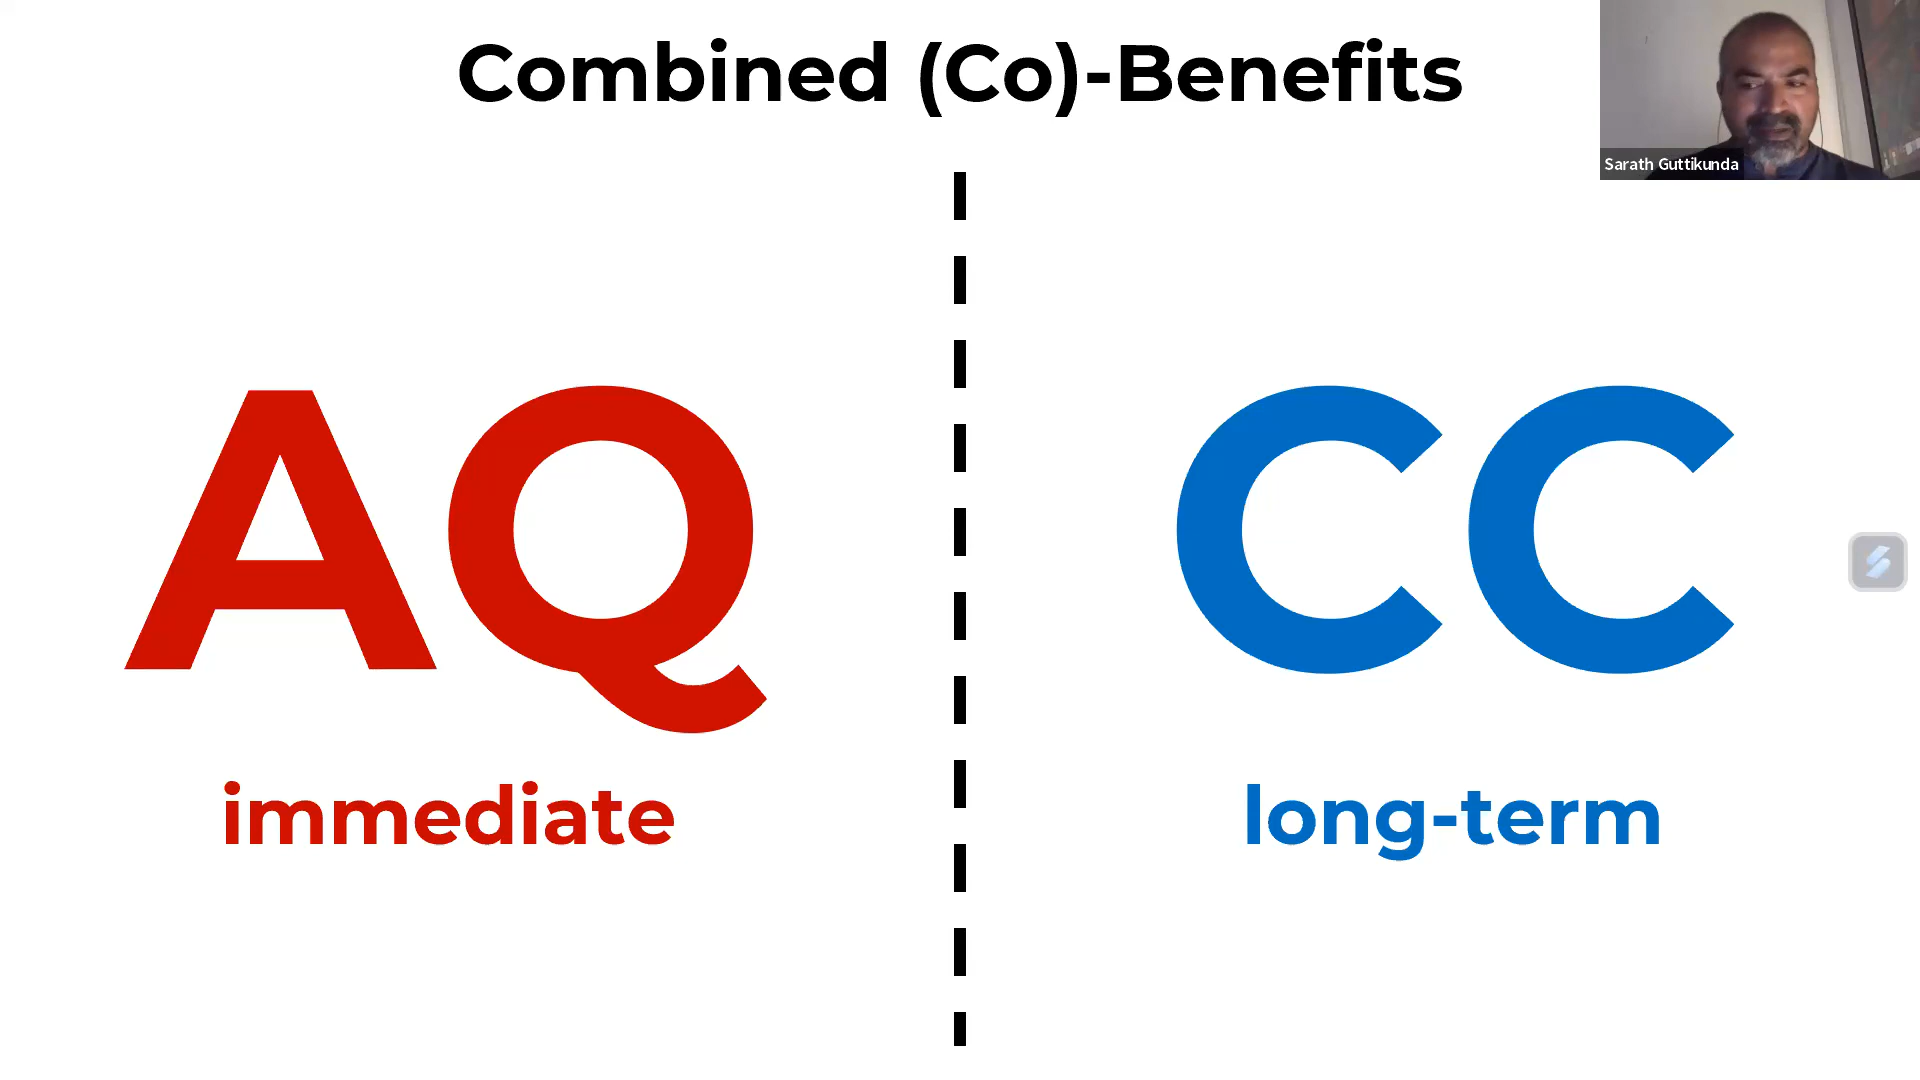 Combined (Co)-Benefits
Sarath Guttikunda
AQ
immediate
CC
long-term